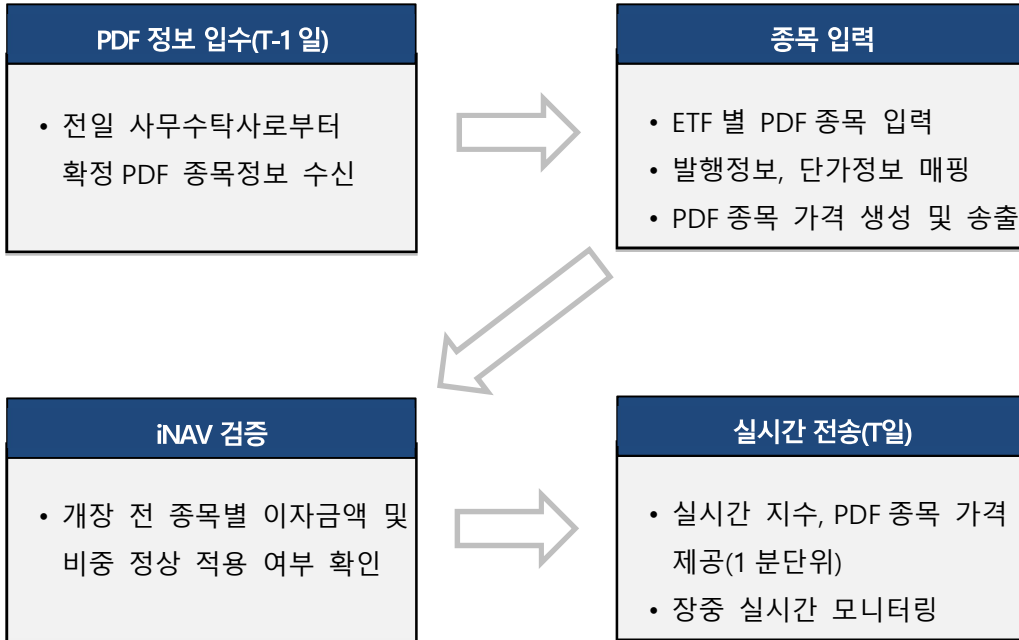 PDF 정보 입수(T-1 일)
• 전일 사무수탁사로부터
확정 PDF 종목정보 수신
종목 입력
• ETF 별 PDF 종목 입력
• 발행정보, 단가정보 매핑
• PDF 종목 가격 생성 및 송출
iNAV 검증
• 개장 전 종목별 이자금액 및
비중 정상 적용 여부 확인
실시간 전송(T일)
• 실시간 지수, PDF 종목 가격
제공(1 분단위)
• 장중 실시간 모니터링